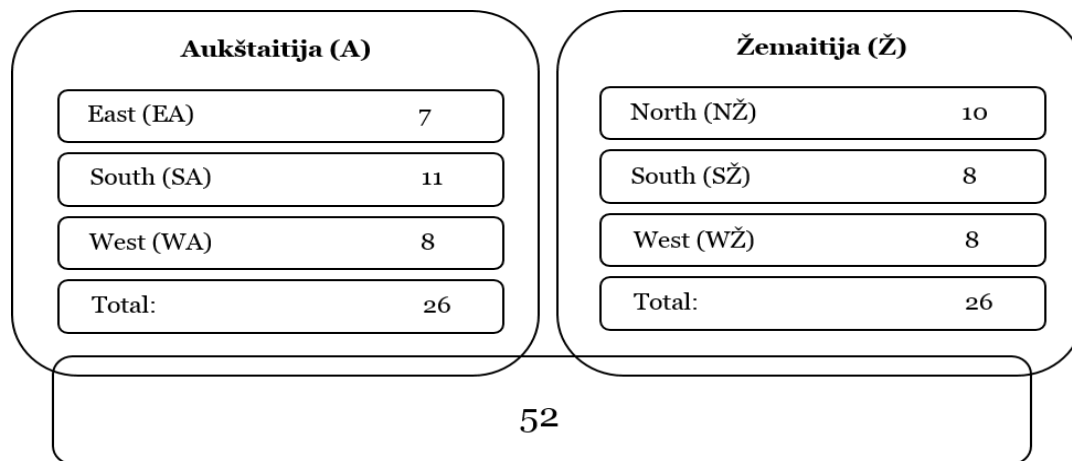 Aukštaitija (A)
East (EA) 7
South (SA) 11
West (WA) 8
Total: 26
Žemaitija (Ž)
North (NŽ) 10
South (SŽ) 8
West (WŽ) 8
Total: 26
52